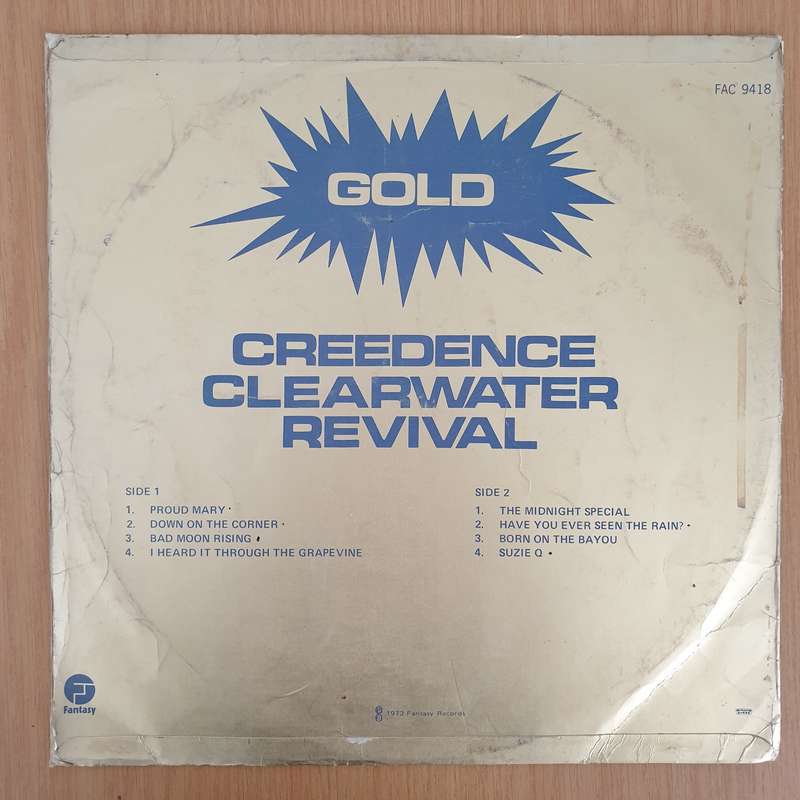 FAC 9418
GOLD
CREEDENCE
CLEARWATER
REVIVAL
SIDE 1
1. PROUD MARY
2. DOWN ON THE CORNER
3. BAD MOON RISING
4. I HEARD IT THROUGH THE GRAPEVINE
SIDE 2
1. THE MIDNIGHT SPECIAL
2. HAVE YOU EVER SEEN THE RAIN?
3. BORN ON THE BAYOU
4. SUZIE Q
Fantasy
℗ © 1972 Fantasy Records